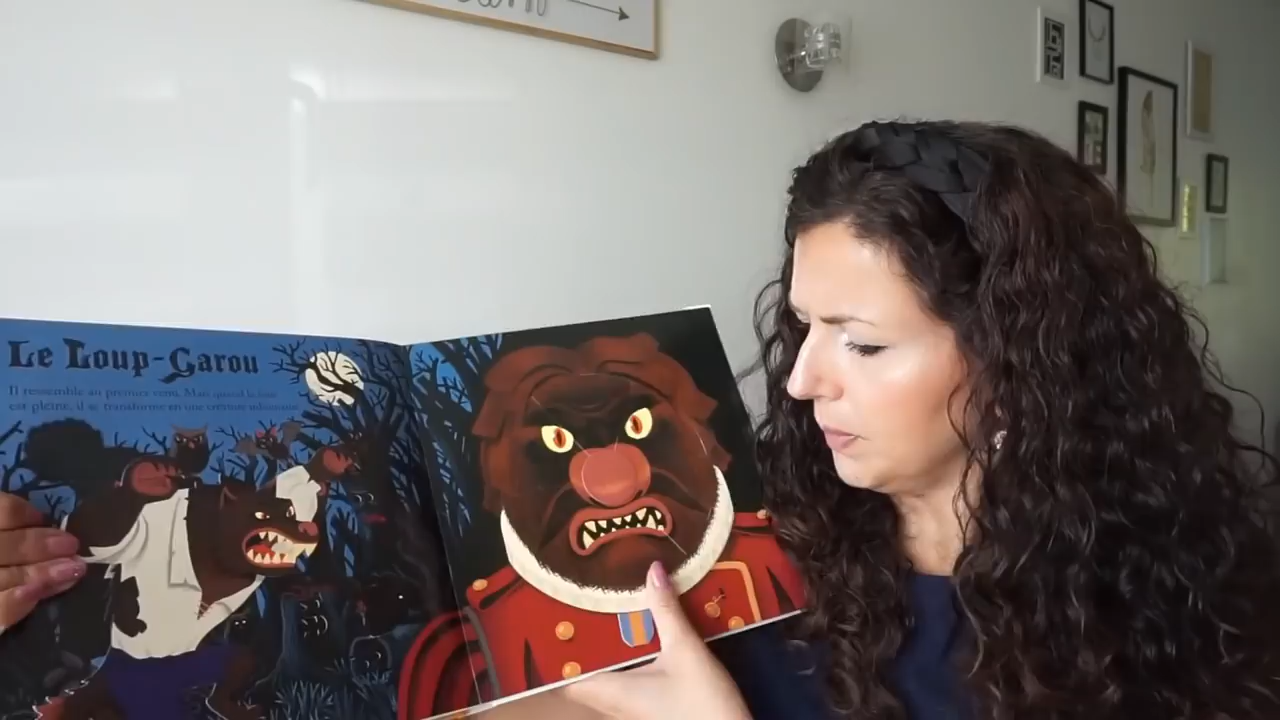 Le Loup-Garou
Il ressemble au premier venu. Mais quand la lune
est pleine, il se transforme en une créature